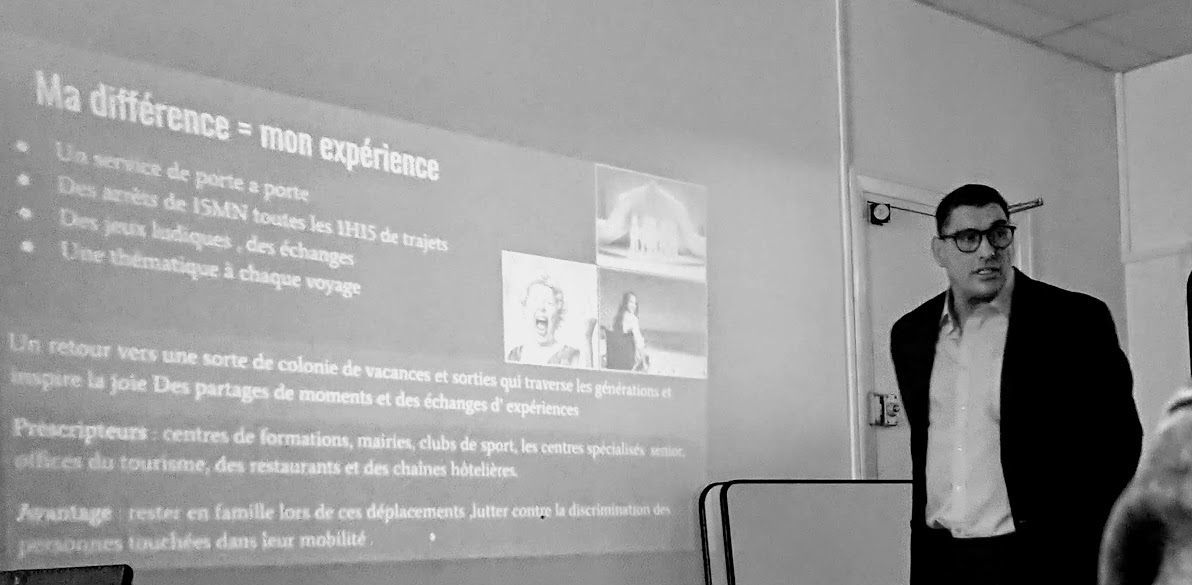 Ma différence = mon expérience
Un service de porte a porte
Des arrêts de 15MN toutes les 1H15 de trajets
Des jeux ludiques , des échanges
Une thématique à chaque voyage
Un retour vers une sorte de colonie de vacances et sorties qui traverse les générations et
inspire la joie Des partages de moments et des échanges d' expériences
Prescripteurs : centres de formations, mairies, clubs de sport, les centres spécialisés senior,
offices du tourisme, des restaurants et des chaînes hôtelières.
Avantage : rester en famille lors de ces déplacements ,lutter contre la discrimination des
personnes touchées dans leur mobilité .